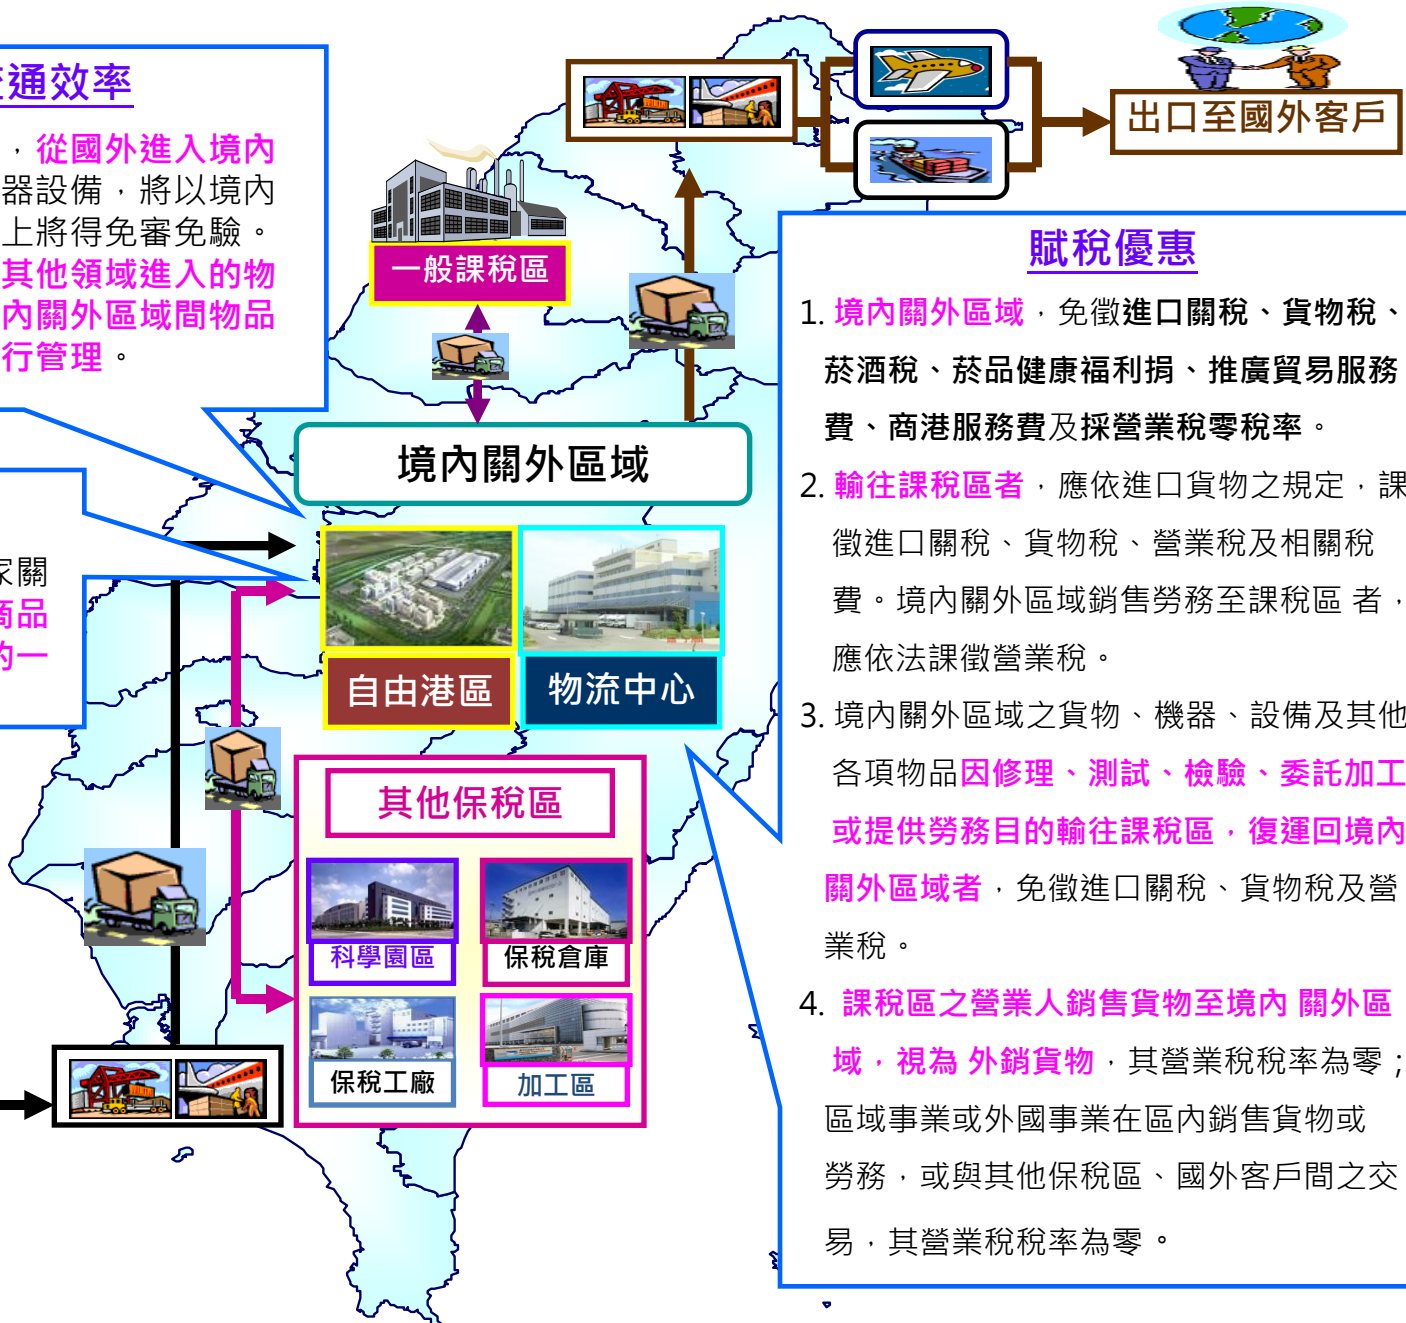 通效率
，從國外進入境內
器設備，將以境內
上將得免審免驗。
其他領域進入的物
內關外區域間物品
行管理。
家關
商品
的一
一般課稅區
境內關外區域
自由港區
物流中心
其他保稅區
科學園區
保稅倉庫
保稅工廠
加工區
出口至國外客戶
賦稅優惠
1. 境內關外區域，免徵進口關稅、貨物稅、
菸酒稅、菸品健康福利捐、推廣貿易服務
費、商港服務費及採營業稅零稅率。
2. 輸往課稅區者，應依進口貨物之規定，課
徵進口關稅、貨物稅、營業稅及相關稅
費。境內關外區域銷售勞務至課稅區 者，
應依法課徵營業稅。
3. 境內關外區域之貨物、機器、設備及其他
各項物品因修理、測試、檢驗、委託加工
或提供勞務目的輸往課稅區，復運回境內
關外區域者，免徵進口關稅、貨物稅及營
業稅。
4. 課稅區之營業人銷售貨物至境內 關外區
域，視為 外銷貨物，其營業稅稅率為零；
區域事業或外國事業在區內銷售貨物或
勞務，或與其他保稅區、國外客戶間之交
易，其營業稅稅率為零。